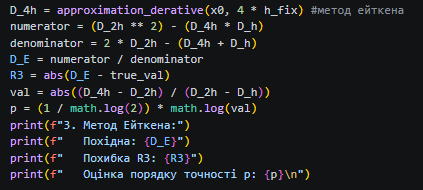 D_4h = approximation_derivative(x0, 4 * h_fix) #метод ейткена
numerator = (D_2h ** 2) - (D_4h * D_h)
denominator = 2 * D_2h - (D_4h + D_h)
D_E = numerator / denominator
R3 = abs(D_E - true_val)
val = abs((D_4h - D_2h) / (D_2h - D_h))
p = (1 / math.log(2)) * math.log(val)
print(f"3. Метод Ейткена:")
print(f"   Похідна: {D_E}")
print(f"   Похибка R3: {R3}")
print(f"   Оцінка порядку точності p: {p}\n")